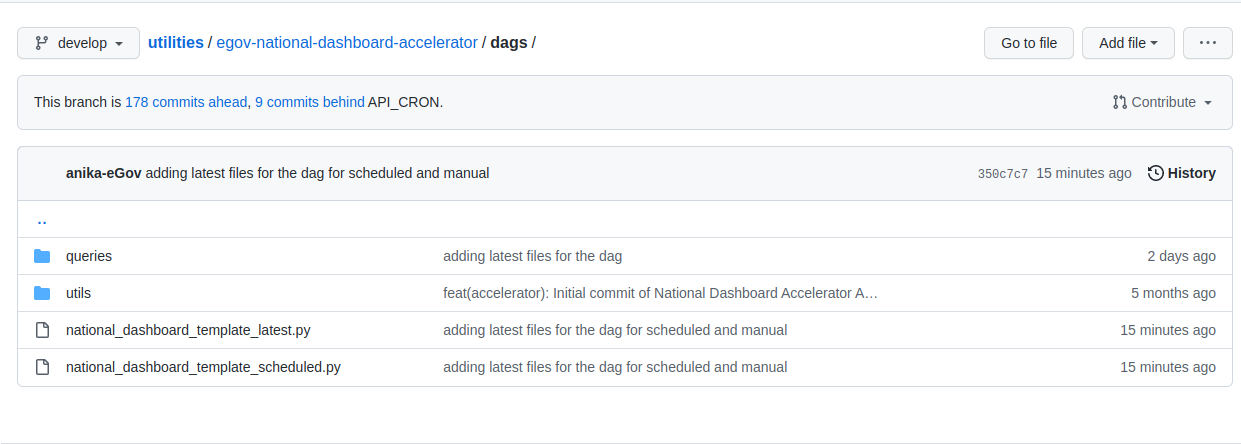 develop utilities / egov-national-dashboard-accelerator / dags / Go to file Add file ...
This branch is 178 commits ahead, 9 commits behind API_CRON. Contribute
anika-eGov adding latest files for the dag for scheduled and manual 350c7c7 15 minutes ago History
..
queries adding latest files for the dag 2 days ago
utils feat(accelerator): Initial commit of National Dashboard Accelerator A… 5 months ago
national_dashboard_template_latest.py adding latest files for the dag for scheduled and manual 15 minutes ago
national_dashboard_template_scheduled.py adding latest files for the dag for scheduled and manual 15 minutes ago